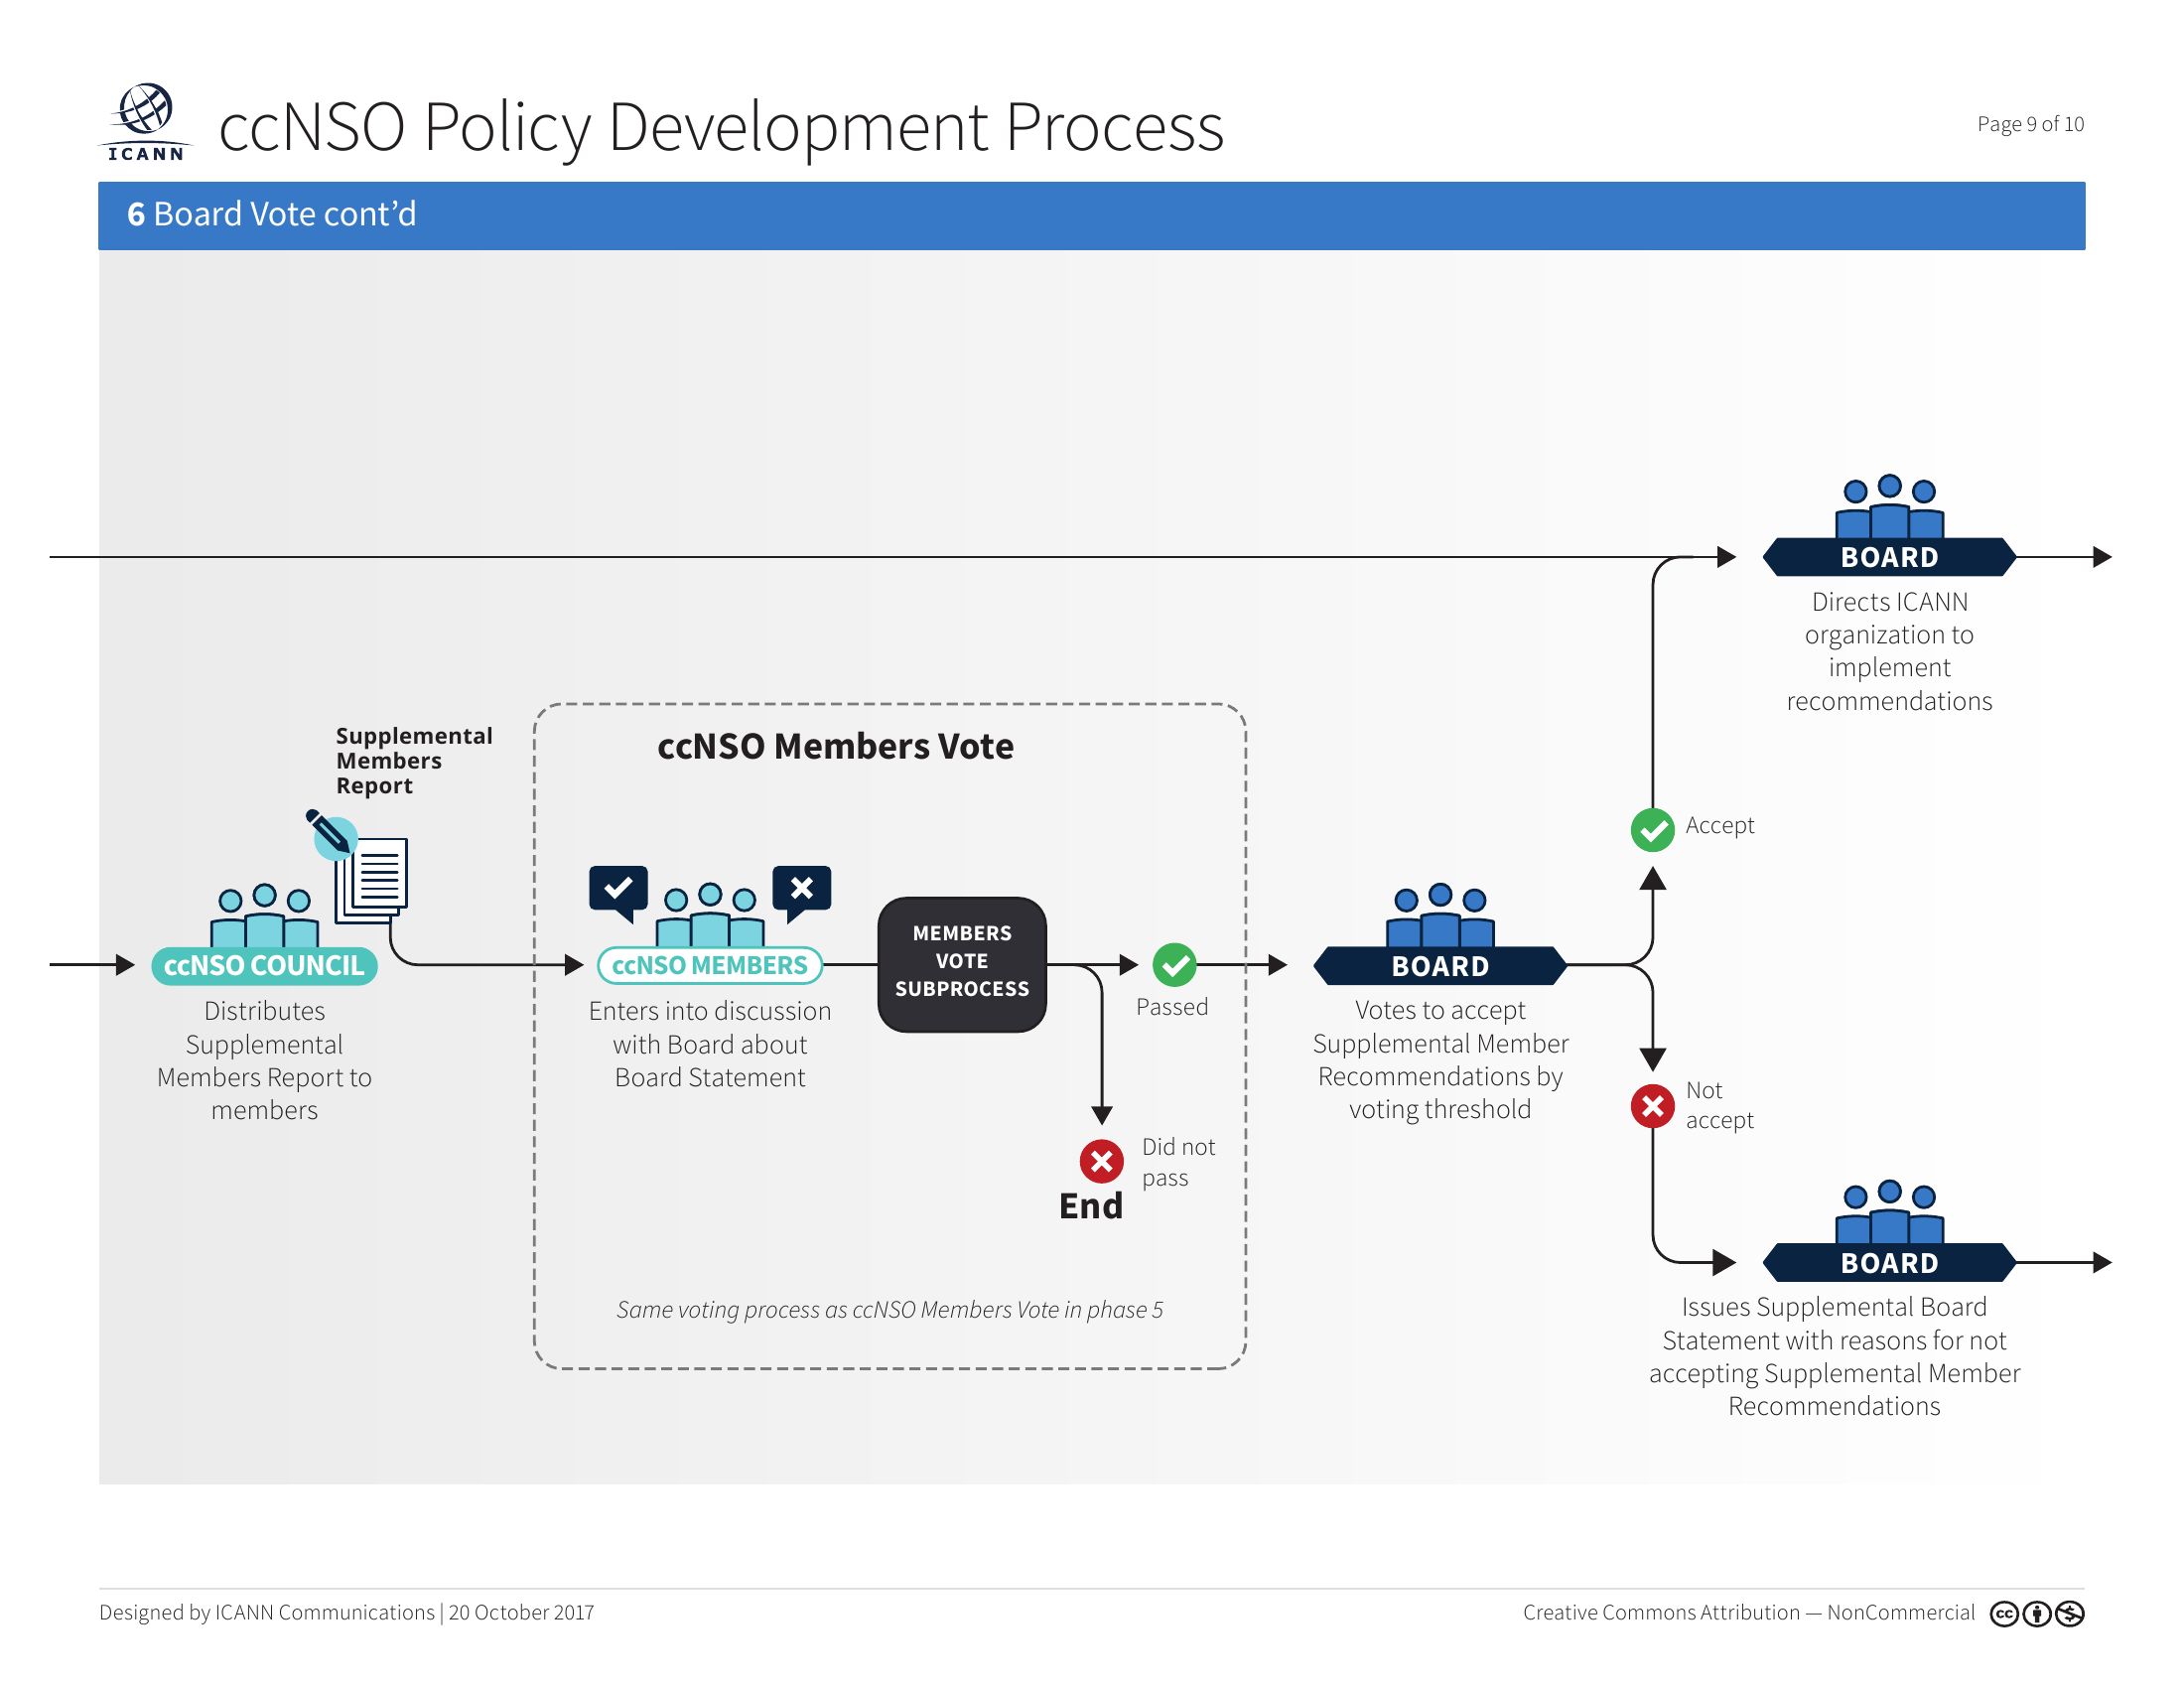 ICANN
ccNSO Policy Development Process
Page 9 of 10
6 Board Vote cont’d
BOARD
Directs ICANN
organization to
implement
recommendations
Supplemental
Members
Report
ccNSO COUNCIL
Distributes
Supplemental
Members Report to
members
ccNSO Members Vote
ccNSO MEMBERS
Enters into discussion
with Board about
Board Statement
MEMBERS
VOTE
SUBPROCESS
Passed
Did not
pass
End
Same voting process as ccNSO Members Vote in phase 5
BOARD
Votes to accept
Supplemental Member
Recommendations by
voting threshold
Accept
Not
accept
BOARD
Issues Supplemental Board
Statement with reasons for not
accepting Supplemental Member
Recommendations
Designed by ICANN Communications | 20 October 2017
Creative Commons Attribution — NonCommercial
cc